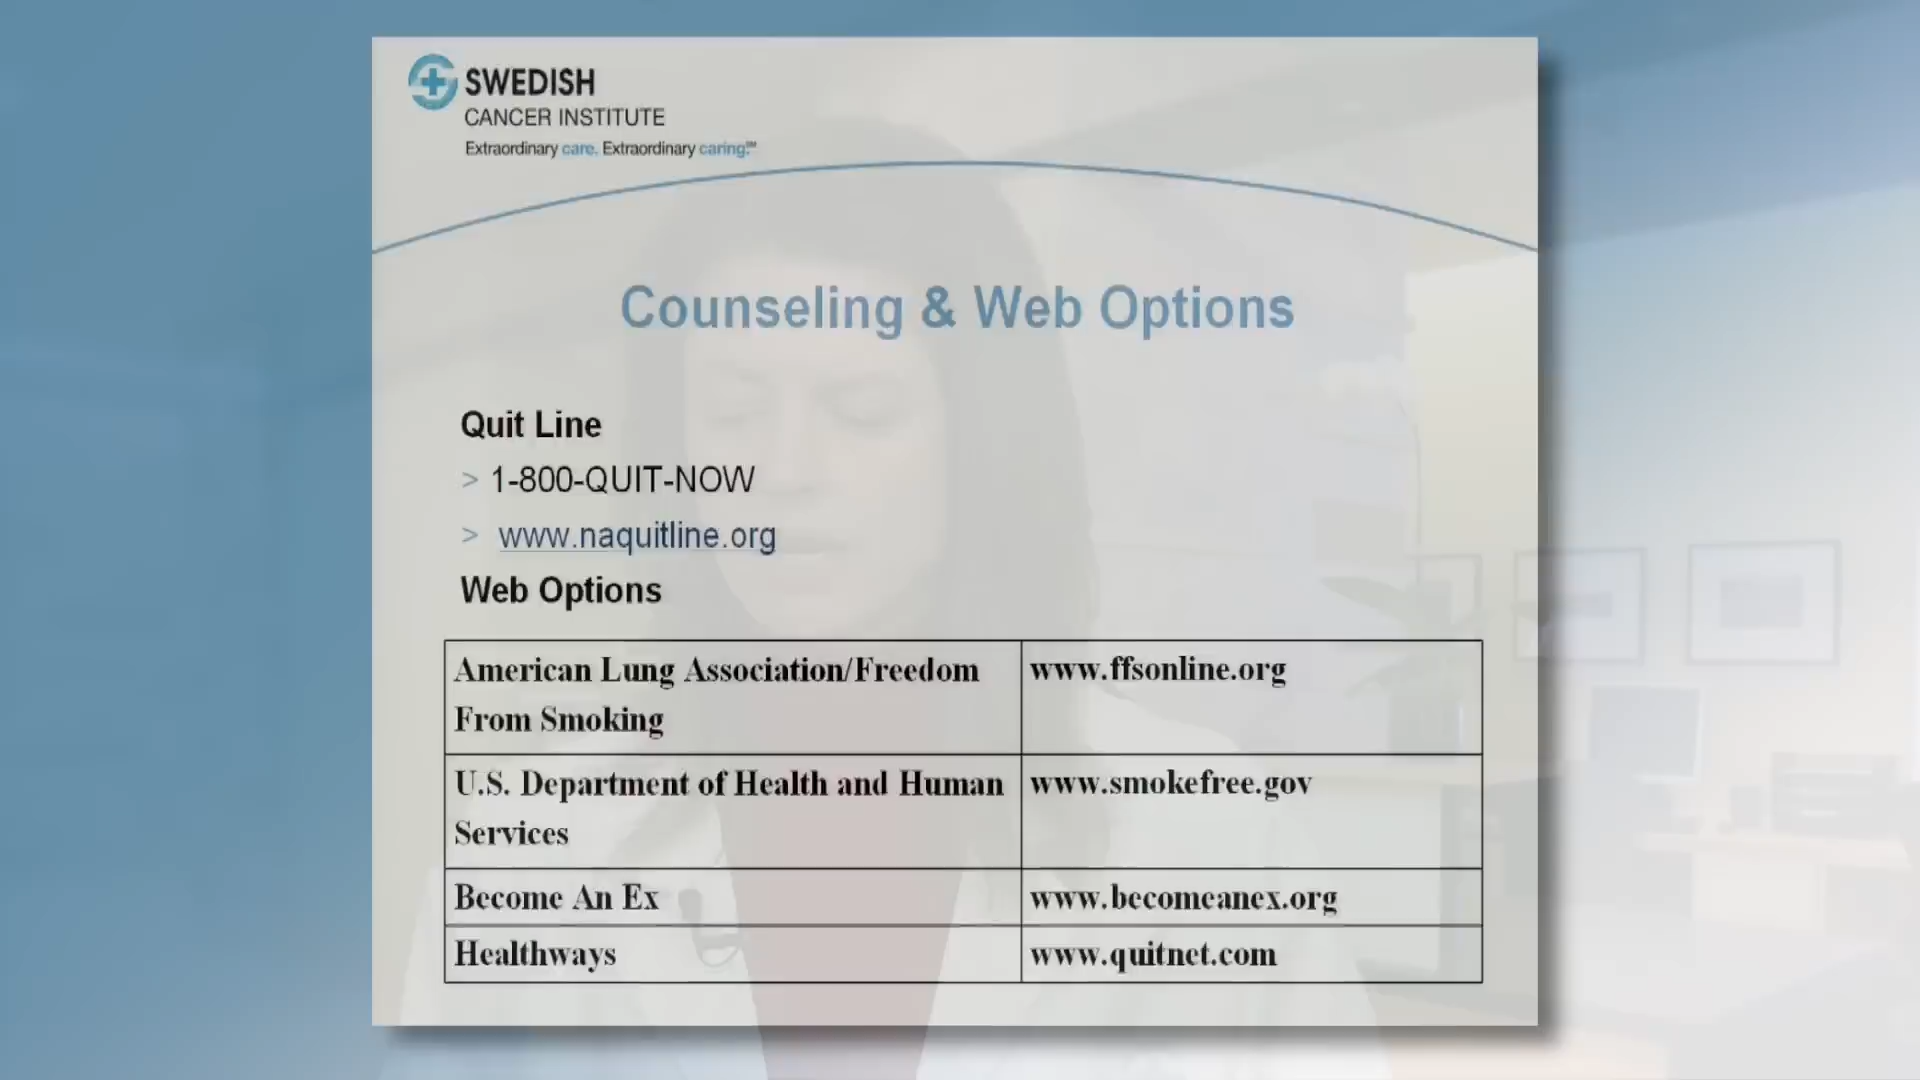 SWEDISH
CANCER INSTITUTE
Extraordinary care. Extraordinary caring.℠
Counseling & Web Options
Quit Line
> 1-800-QUIT-NOW
> www.naquitline.org
Web Options
American Lung Association/Freedom
From Smoking
www.ffsonline.org
U.S. Department of Health and Human
Services
www.smokefree.gov
Become An Ex
www.becomeanex.org
Healthways
www.quitnet.com